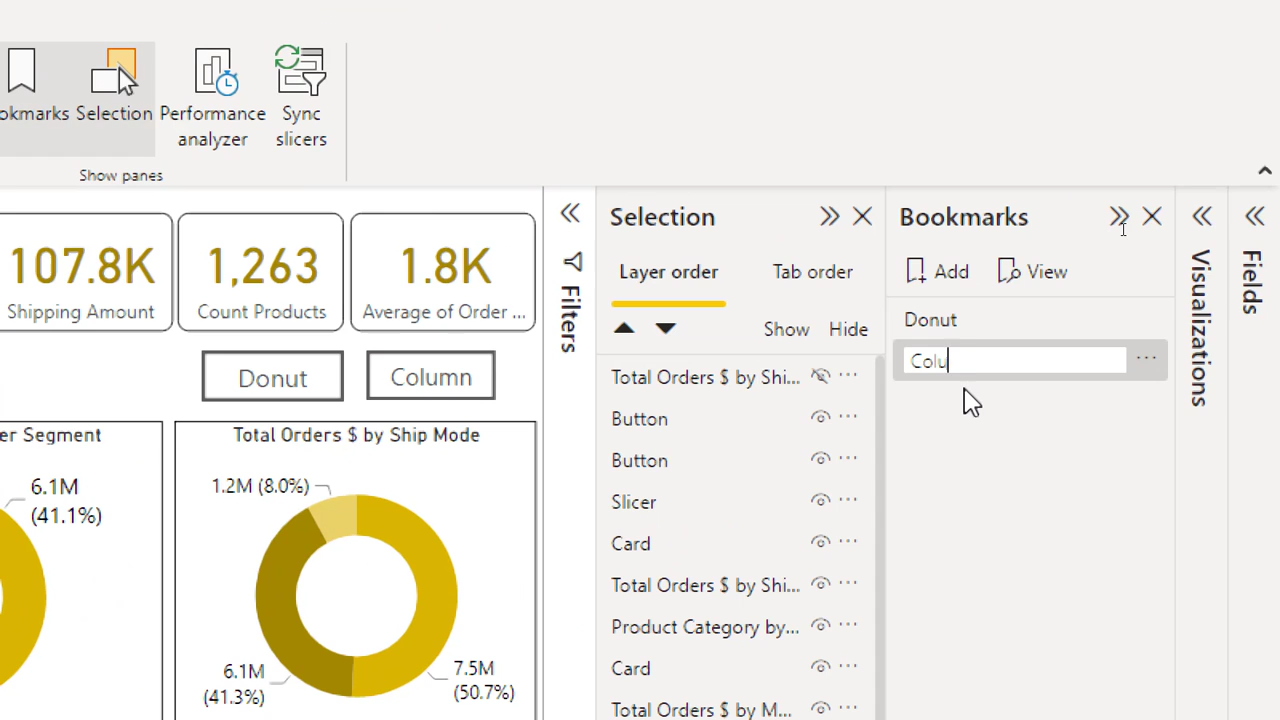 okmarks
Selection
Performance
analyzer
Sync
slicers
Show panes
107.8K
Shipping Amount
1,263
Count Products
1.8K
Average of Order ...
Donut
Column
er Segment
6.1M
(41.1%)
Total Orders $ by Ship Mode
1.2M (8.0%)
6.1M
(41.3%)
7.5M
(50.7%)
Filters
Selection
Layer order
Tab order
Show
Hide
Total Orders $ by Shi...
Button
Button
Slicer
Card
Total Orders $ by Shi...
Product Category by...
Card
Total Orders $ by M...
Bookmarks
Add
View
Donut
Colu
Visualizations
Fields